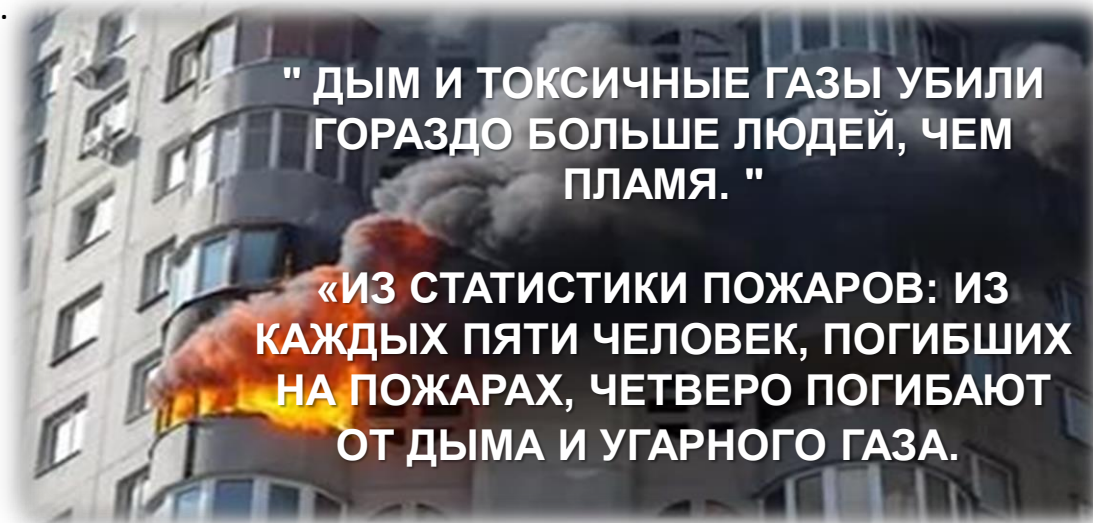 .
" ДЫМ И ТОКСИЧНЫЕ ГАЗЫ УБИЛИ
ГОРАЗДО БОЛЬШЕ ЛЮДЕЙ, ЧЕМ
ПЛАМЯ. "
«ИЗ СТАТИСТИКИ ПОЖАРОВ: ИЗ
КАЖДЫХ ПЯТИ ЧЕЛОВЕК, ПОГИБШИХ
НА ПОЖАРАХ, ЧЕТВЕРО ПОГИБАЮТ
ОТ ДЫМА И УГАРНОГО ГАЗА.